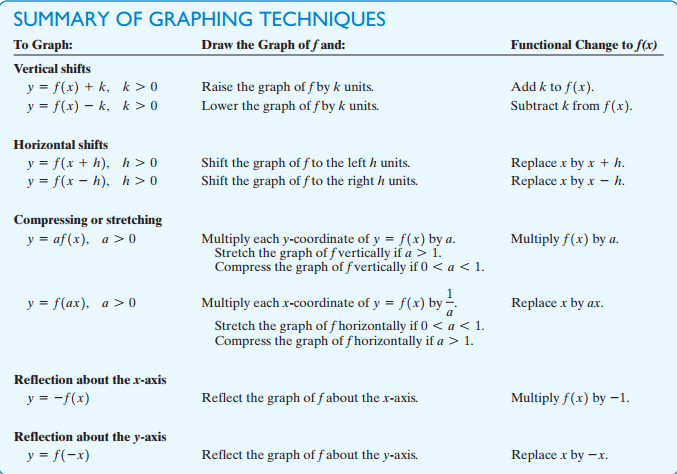 SUMMARY OF GRAPHING TECHNIQUES
To Graph: Draw the Graph of f and: Functional Change to f(x)
Vertical shifts
y = f(x) + k, k > 0 Raise the graph of f by k units. Add k to f(x).
y = f(x) − k, k > 0 Lower the graph of f by k units. Subtract k from f(x).
Horizontal shifts
y = f(x + h), h > 0 Shift the graph of f to the left h units. Replace x by x + h.
y = f(x − h), h > 0 Shift the graph of f to the right h units. Replace x by x − h.
Compressing or stretching
y = af(x), a > 0 Multiply each y-coordinate of y = f(x) by a. Multiply f(x) by a.
Stretch the graph of f vertically if a > 1.
Compress the graph of f vertically if 0 < a < 1.
y = f(ax), a > 0 Multiply each x-coordinate of y = f(x) by 1/a. Replace x by ax.
Stretch the graph of f horizontally if 0 < a < 1.
Compress the graph of f horizontally if a > 1.
Reflection about the x-axis
y = −f(x) Reflect the graph of f about the x-axis. Multiply f(x) by −1.
Reflection about the y-axis
y = f(−x) Reflect the graph of f about the y-axis. Replace x by −x.